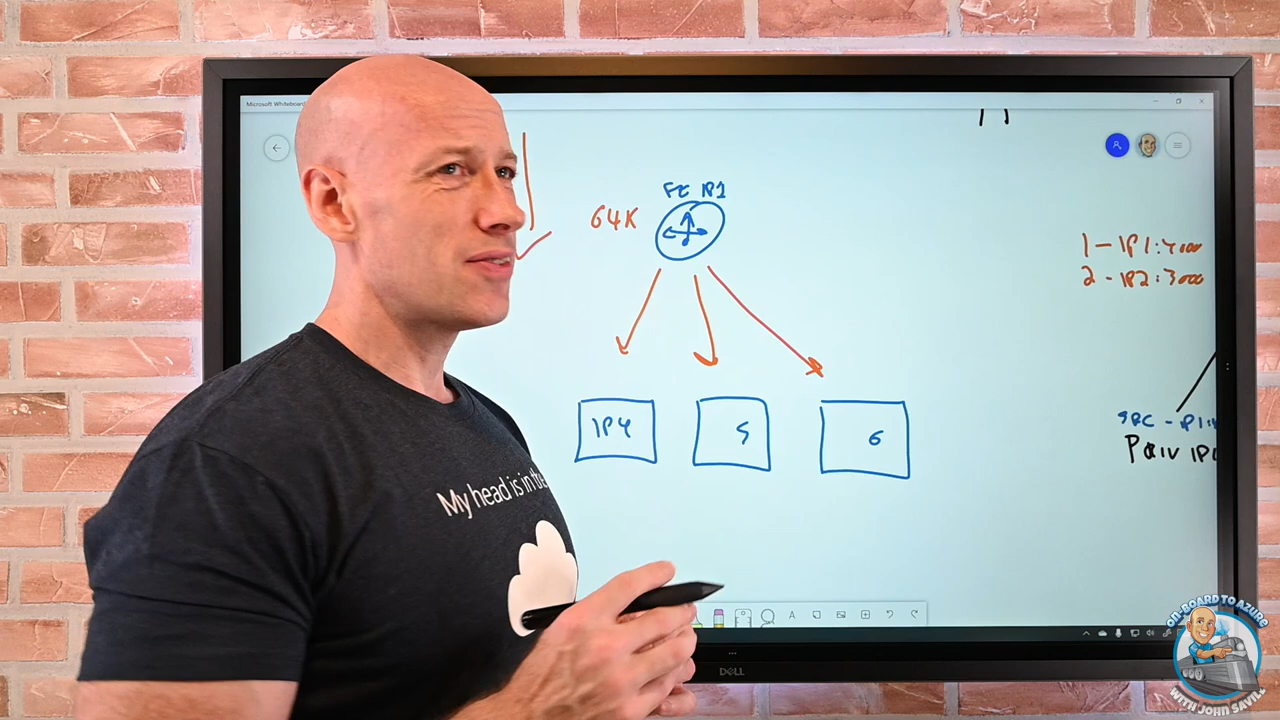 Microsoft Whiteboard
FE IP1
64K
1-IP1:4000
2-IP2:3000
IP4
5
6
SRC - IP1:
Priv IP
My head is in the
A
DELL
ON-BOARD TO AZURE
WITH JOHN SAVILL